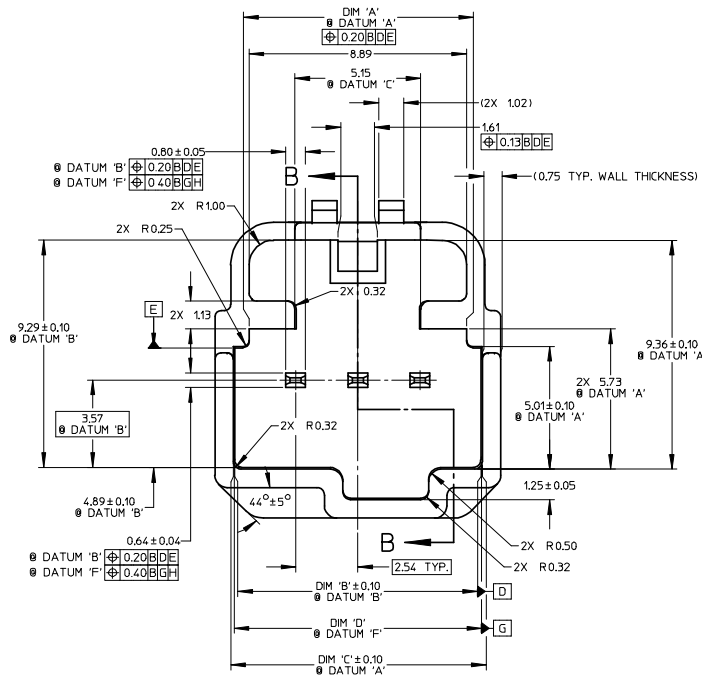 DIM 'A'
@ DATUM 'A'
⌖ 0.20 B D E
8.89
5.15
@ DATUM 'C'
(2X 1.02)
1.61
⌖ 0.13 B D E
0.80±0.05
@ DATUM 'B' ⌖ 0.20 B D E
@ DATUM 'F' ⌖ 0.40 B G H
B
(0.75 TYP. WALL THICKNESS)
2X R1.00
2X R0.25
2X 0.32
E
2X 1.13
9.29±0.10
@ DATUM 'B'
9.36±0.10
@ DATUM 'A
2X 5.73
@ DATUM 'A'
5.01±0.10
@ DATUM 'A'
3.57
@ DATUM 'B'
2X R0.32
4.89±0.10
@ DATUM 'B'
44°±5°
1.25±0.05
0.64±0.04
@ DATUM 'B' ⌖ 0.20 B D E
@ DATUM 'F' ⌖ 0.40 B G H
B
2X R0.50
2X R0.32
2.54 TYP.
DIM 'B'±0.10
@ DATUM 'B'
D
DIM 'D'
@ DATUM 'F'
G
DIM 'C'±0.10
@ DATUM 'A'